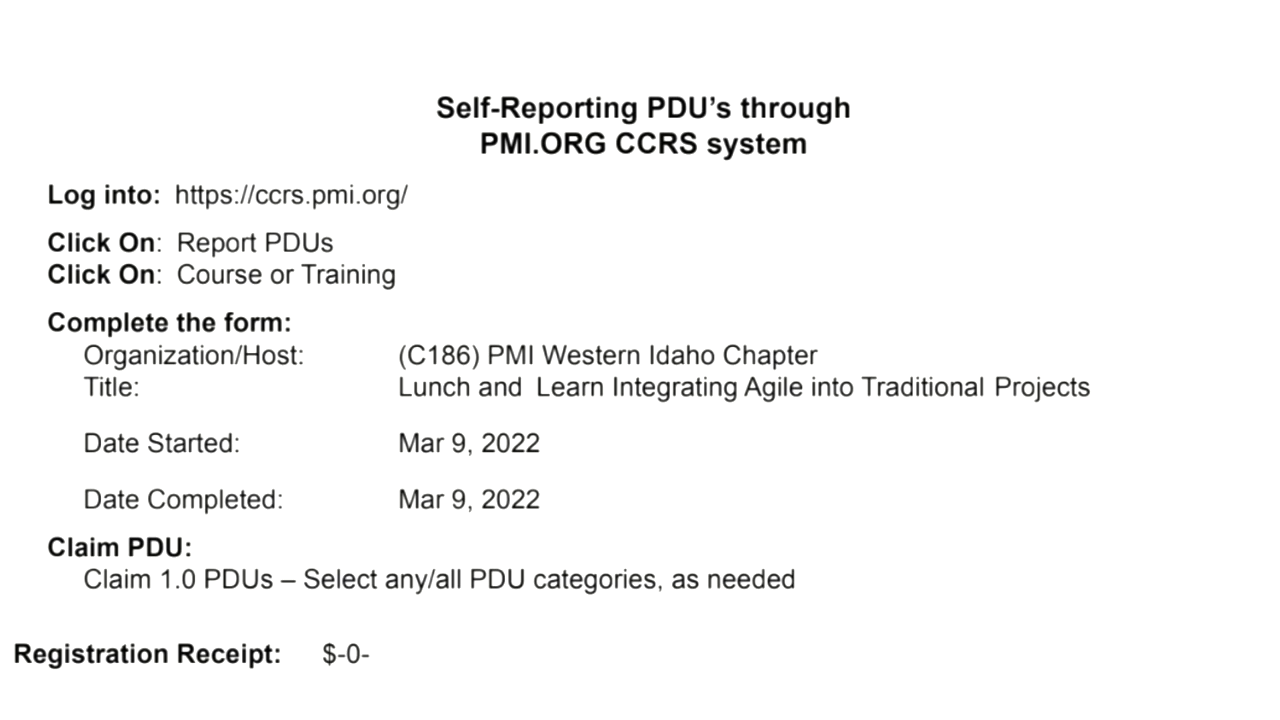 Self-Reporting PDU’s through
PMI.ORG CCRS system
Log into: https://ccrs.pmi.org/
Click On: Report PDUs
Click On: Course or Training
Complete the form:
Organization/Host: (C186) PMI Western Idaho Chapter
Title: Lunch and Learn Integrating Agile into Traditional Projects
Date Started: Mar 9, 2022
Date Completed: Mar 9, 2022
Claim PDU:
Claim 1.0 PDUs – Select any/all PDU categories, as needed
Registration Receipt: $-0-